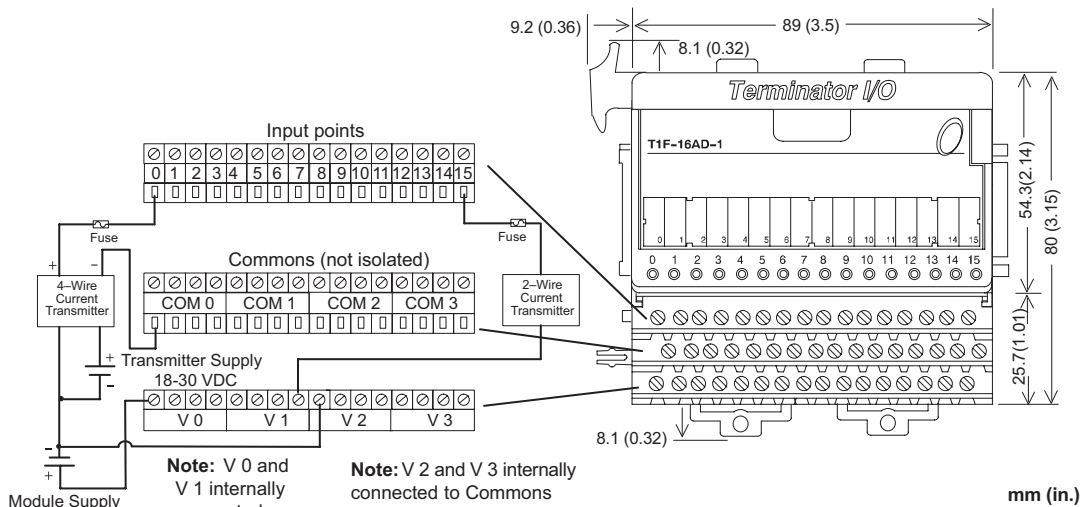 9.2 (0.36)
89 (3.5)
8.1 (0.32)
Terminator I/O
T1F-16AD-1
0 1 2 3 4 5 6 7 8 9 10 11 12 13 14 15
0 1 2 3 4 5 6 7 8 9 10 11 12 13 14 15
54.3(2.14)
80 (3.15)
25.7(1.01)
8.1 (0.32)
mm (in.)
Input points
0 1 2 3 4 5 6 7 8 9 10 11 12 13 14 15
Fuse
Fuse
+ –
4–Wire
Current
Transmitter
Commons (not isolated)
COM 0 COM 1 COM 2 COM 3
2–Wire
Current
Transmitter
+
-
Transmitter Supply
18-30 VDC
V 0 V 1 V 2 V 3
-
+
Module Supply
Note: V 0 and
V 1 internally
Note: V 2 and V 3 internally
connected to Commons